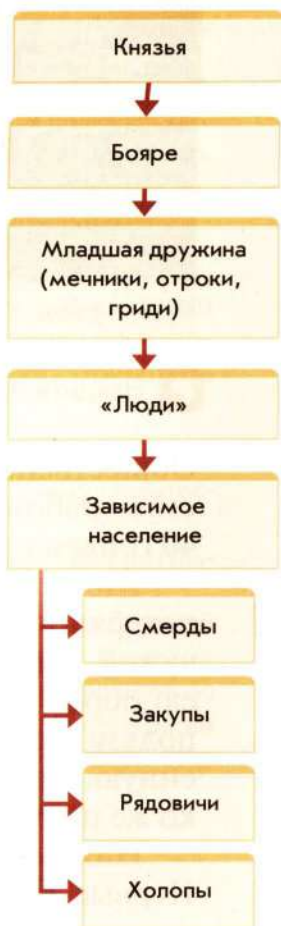 Князья
Бояре
Младшая дружина
(мечники, отроки,
гриди)
«Люди»
Зависимое
население
Смерды
Закупы
Рядовичи
Холопы